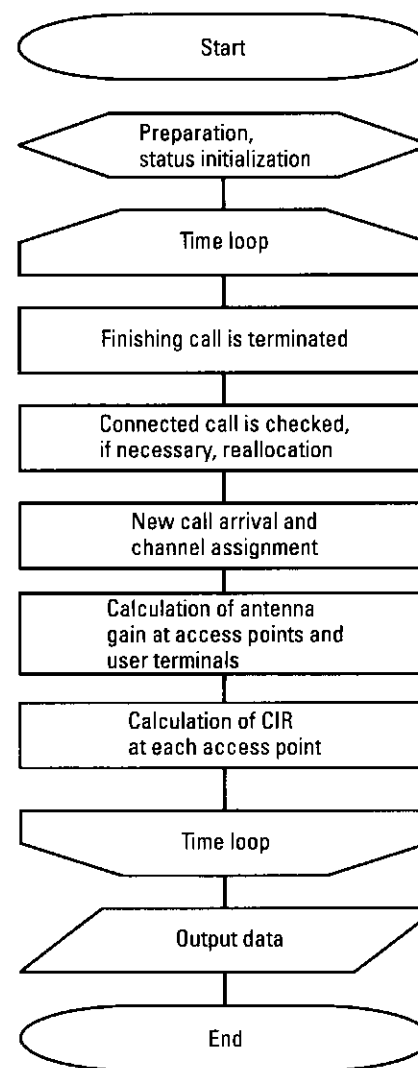 Start
Preparation,
status initialization
Time loop
Finishing call is terminated
Connected call is checked,
if necessary, reallocation
New call arrival and
channel assignment
Calculation of antenna
gain at access points and
user terminals
Calculation of CIR
at each access point
Time loop
Output data
End